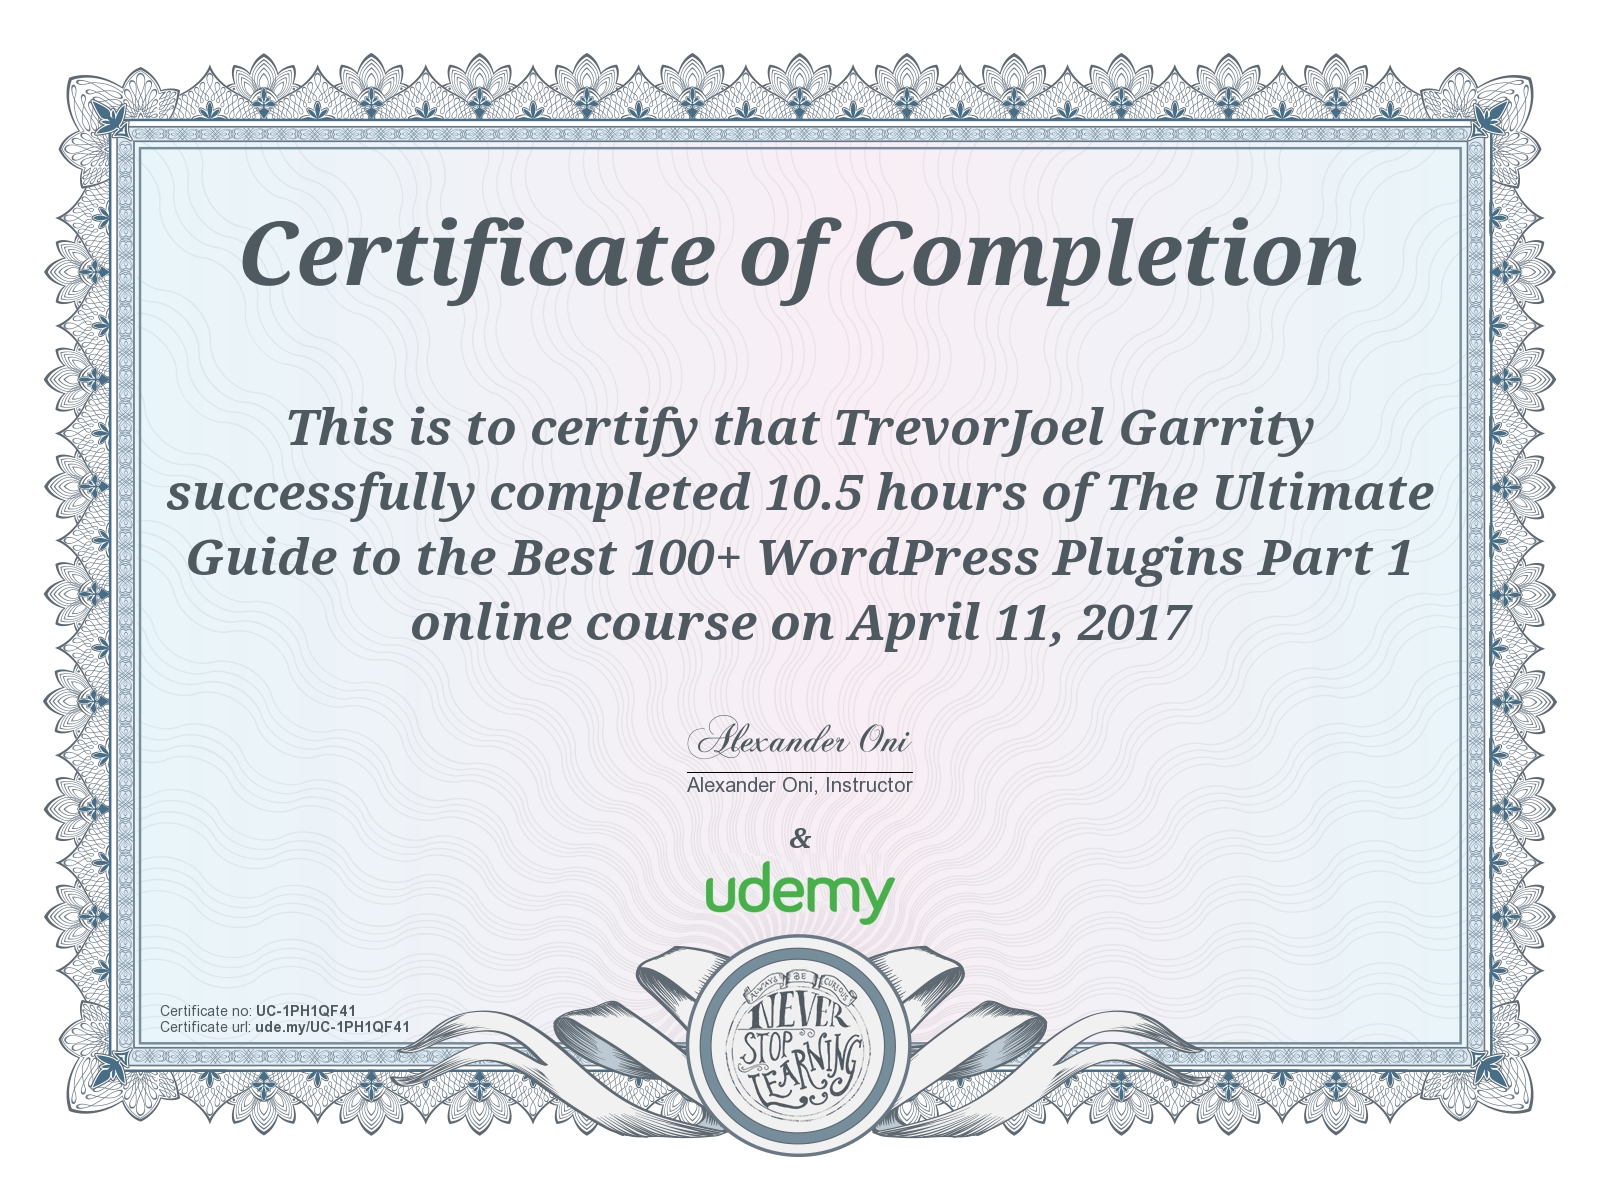 Certificate of Completion
This is to certify that TrevorJoel Garrity
successfully completed 10.5 hours of The Ultimate
Guide to the Best 100+ WordPress Plugins Part 1
online course on April 11, 2017
Alexander Oni
Alexander Oni, Instructor
&
udemy
ALWAYS BE CURIOUS
NEVER
STOP
LEARNING
Certificate no: UC-1PH1QF41
Certificate url: ude.my/UC-1PH1QF41